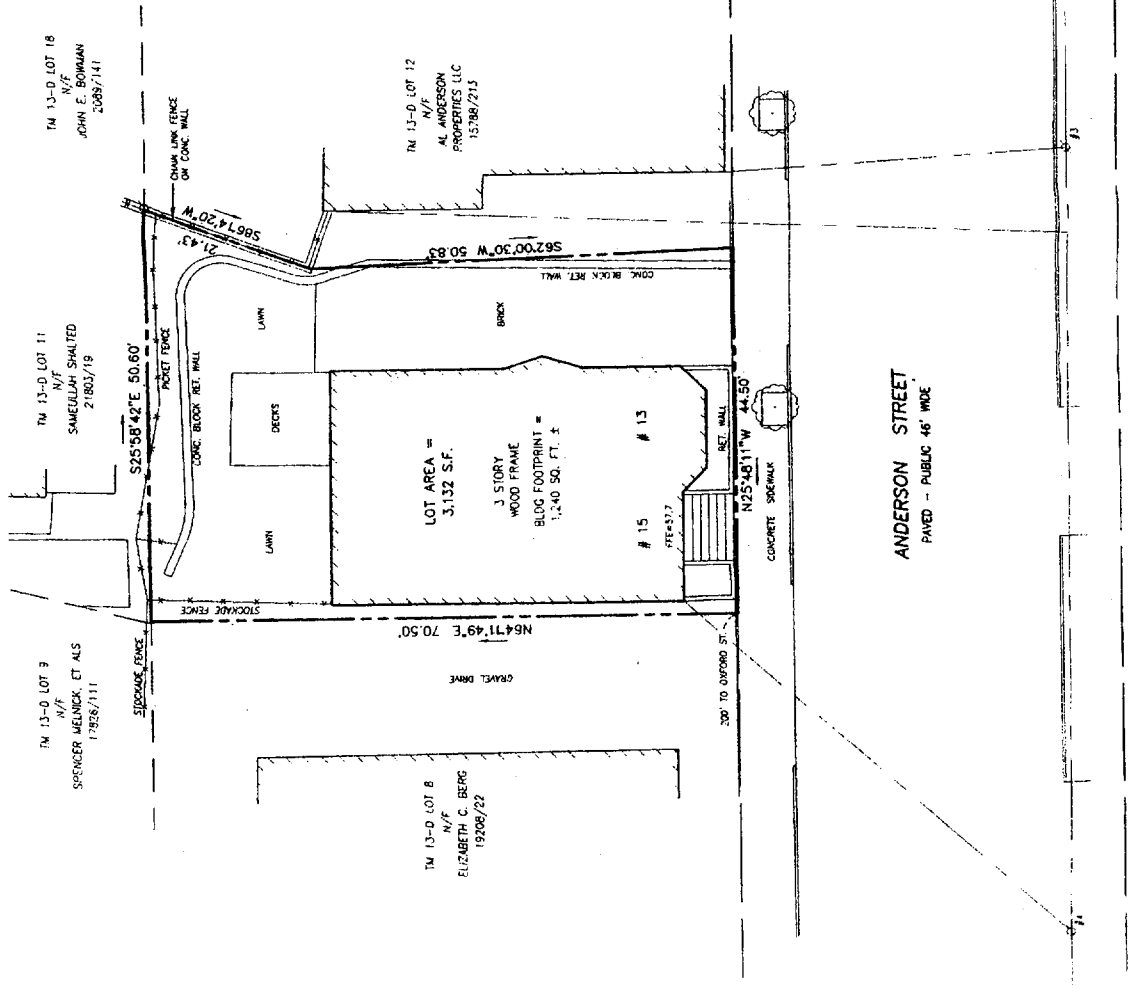 TM 13-D LOT 18
N/F
JOHN E. BOWMAN
2089/141
CHAIN LINK FENCE
ON CONC. WALL
TM 13-D LOT 12
N/F
AL ANDERSON
PROPERTIES LLC
15788/213
S86°14'20"W
21.43'
S62°00'30"W 50.83'
CONC. BLOCK RET. WALL
TM 13-D LOT 11
N/F
SAMEULLAH SHALTED
21803/19
S25°58'42"E 50.60'
PICKET FENCE
CONC. BLOCK RET. WALL
LAWN
BRICK
DECKS
LAWN
LOT AREA =
3,132 S.F.
3 STORY
WOOD FRAME
BLDG FOOTPRINT =
1,240 SQ. FT. ±
# 13
# 15
FFE=57.7
RET. WALL
N25°48'11"W 44.50'
CONCRETE SIDEWALK
ANDERSON STREET
PAVED - PUBLIC 46' WIDE
STOCKADE FENCE
N64°11'49"E 70.50'
STOCKADE FENCE
TM 13-D LOT 9
N/F
SPENCER MELNICK, ET ALS
17826/111
GRAVEL DRIVE
200' TO OXFORD ST.
TM 13-D LOT 8
N/F
ELIZABETH C. BERG
19208/22
#3